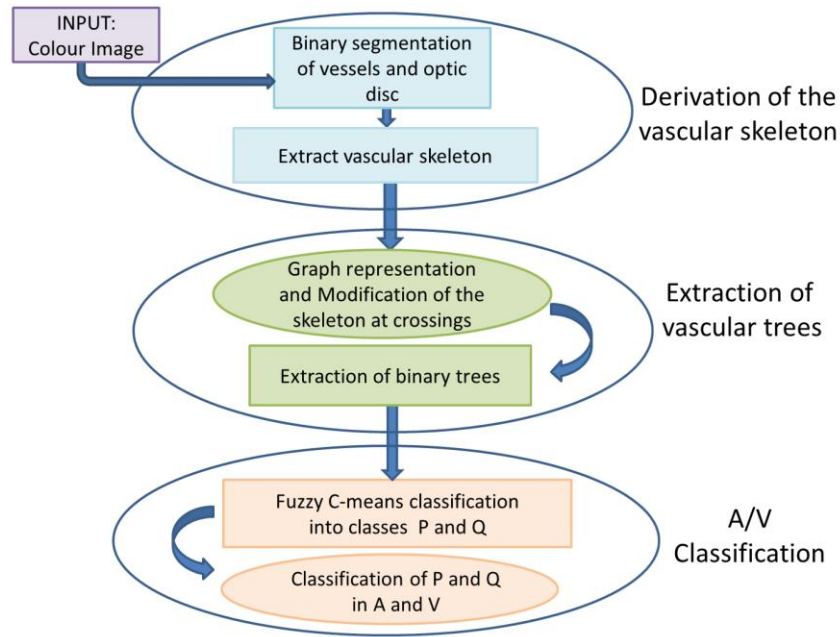 INPUT:
Colour Image
Binary segmentation
of vessels and optic
disc
Extract vascular skeleton
Derivation of the
vascular skeleton
Graph representation
and Modification of the
skeleton at crossings
Extraction of binary trees
Extraction of
vascular trees
Fuzzy C-means classification
into classes P and Q
Classification of P and Q
in A and V
A/V
Classification